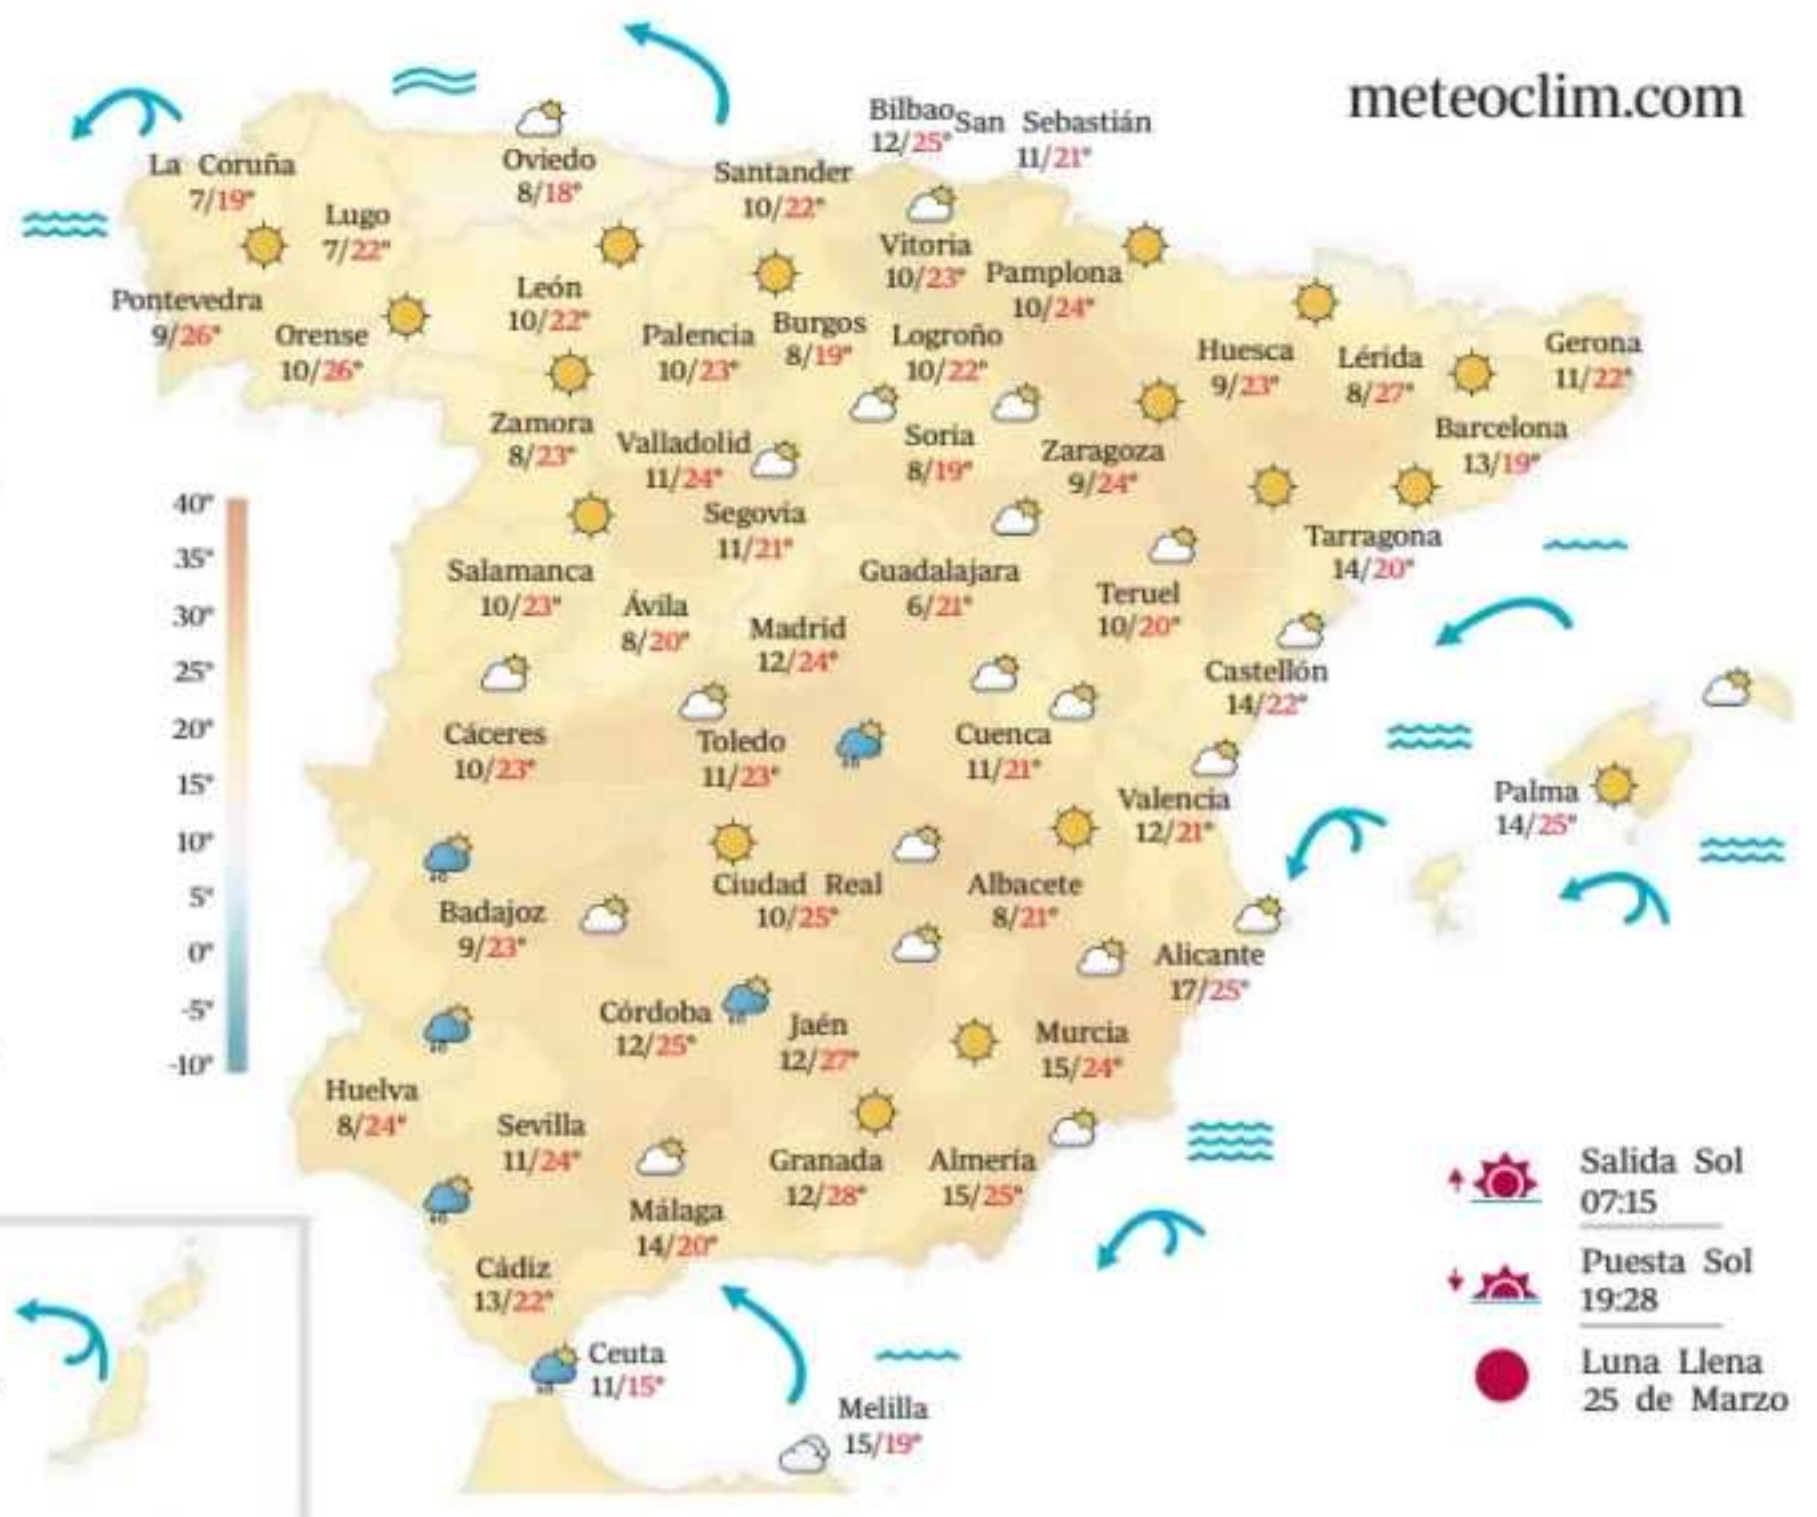 meteoclim.com
Bilbao
12/25°
San Sebastián
11/21°
La Coruña
7/19°
Oviedo
8/18°
Santander
10/22°
Lugo
7/22°
Vitoria
10/23°
Pamplona
10/24°
Pontevedra
9/26°
Orense
10/26°
León
10/22°
Palencia
10/23°
Burgos
8/19°
Logroño
10/22°
Huesca
9/23°
Lérida
8/27°
Gerona
11/22°
Zamora
8/23°
Valladolid
11/24°
Soria
8/19°
Zaragoza
9/24°
Barcelona
13/19°
Segovia
11/21°
Tarragona
14/20°
Salamanca
10/23°
Ávila
8/20°
Madrid
12/24°
Guadalajara
6/21°
Teruel
10/20°
Castellón
14/22°
Cáceres
10/23°
Toledo
11/23°
Cuenca
11/21°
Valencia
12/21°
Palma
14/25°
Badajoz
9/23°
Ciudad Real
10/25°
Albacete
8/21°
Alicante
17/25°
Córdoba
12/25°
Jaén
12/27°
Murcia
15/24°
Huelva
8/24°
Sevilla
11/24°
Granada
12/28°
Almería
15/25°
Málaga
14/20°
Cádiz
13/22°
Ceuta
11/15°
Melilla
15/19°
40°
35°
30°
25°
20°
15°
10°
5°
0°
-5°
-10°
Salida Sol
07:15
Puesta Sol
19:28
Luna Llena
25 de Marzo